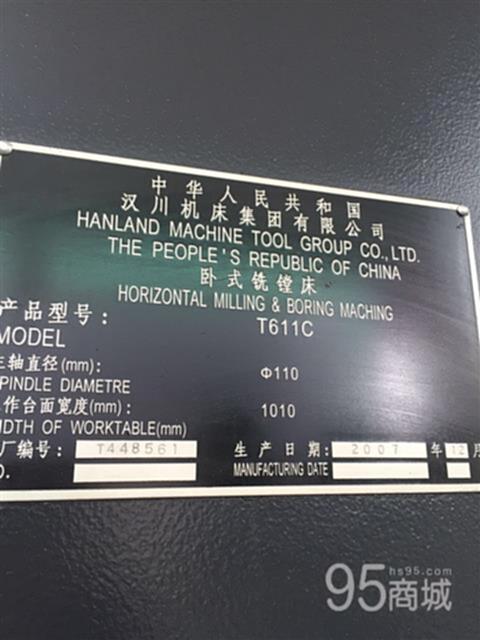 中华人民共和国
汉川机床集团有限公司
HANLAND MACHINE TOOL GROUP CO.,LTD.
THE PEOPLE'S REPUBLIC OF CHINA
卧式铣镗床
HORIZONTAL MILLING & BORING MACHING
产品型号: T611C
MODEL
主轴直径(mm): Φ110
PINDLE DIAMETRE
工作台面宽度(mm): 1010
IDTH OF WORKTABLE(mm)
厂编号: T448561 生产日期: 2007 年 12 月
O. MANUFACTURING DATE
95商城
hs95.com